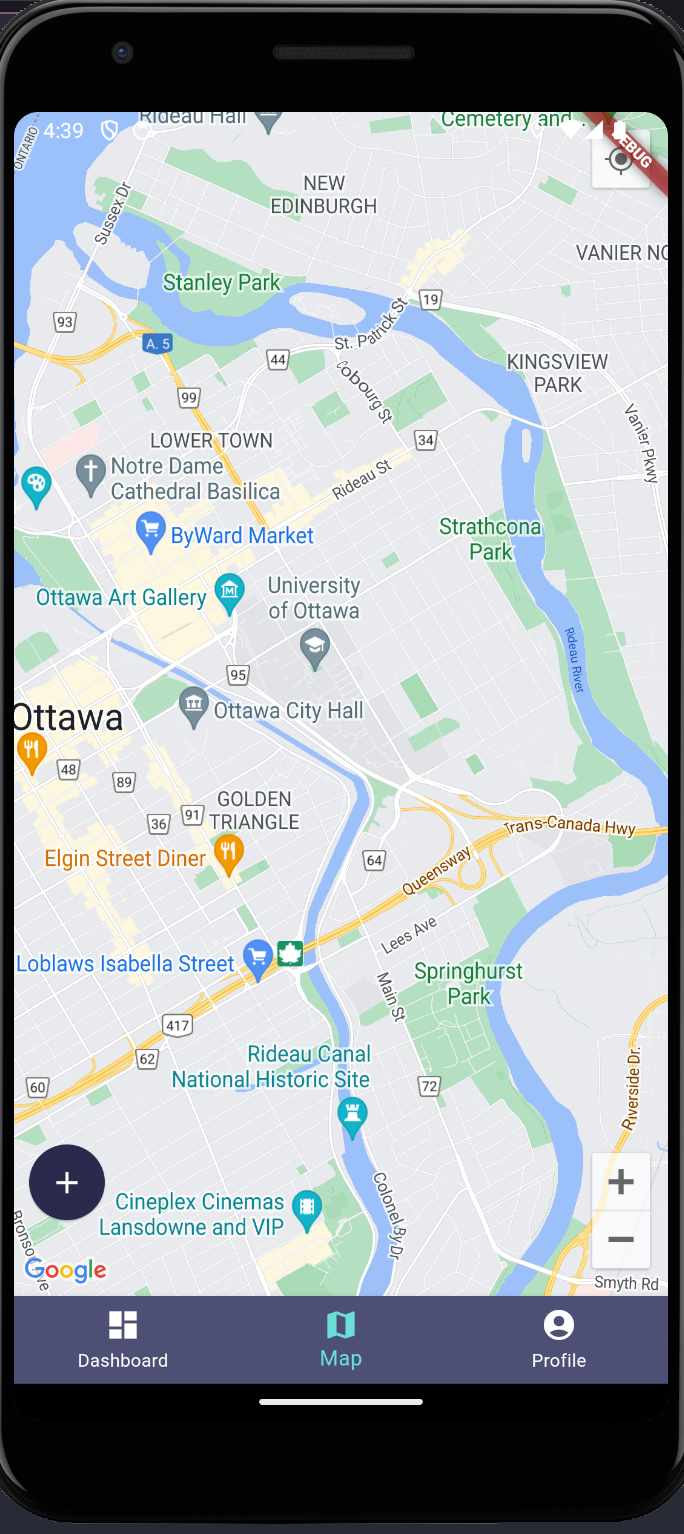 Rideau Hall
Cemetery and
4:39
DEBUG
ONTARIO
NEW
EDINBURGH
Sussex Dr
VANIER NO
Stanley Park
19
93
St. Patrick St
A. 5
44
KINGSVIEW
PARK
Cobourg St
99
Vanier Pkwy
LOWER TOWN
34
Notre Dame
Cathedral Basilica
Rideau St
ByWard Market
Strathcona
Park
University
of Ottawa
Ottawa Art Gallery
Rideau River
95
Ottawa City Hall
Ottawa
48
89
GOLDEN
TRIANGLE
36
91
Trans-Canada Hwy
Elgin Street Diner
64
Queensway
Lees Ave
Loblaws Isabella Street
Springhurst
Park
Main St
417
62
Rideau Canal
National Historic Site
60
72
Riverside Dr.
+
+
Cineplex Cinemas
Lansdowne and VIP
Colonel By Dr
Bronso
ve
−
Google
Smyth Rd
Dashboard
Map
Profile